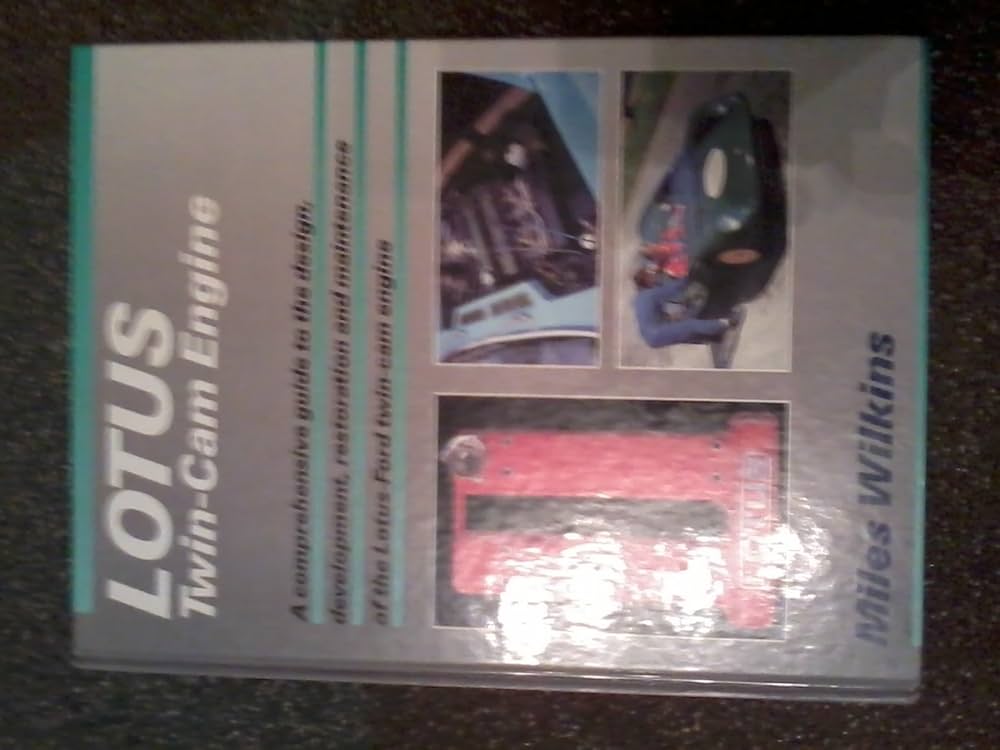 LOTUS
Twin-Cam Engine
A comprehensive guide to the design,
development, restoration and maintenance
of the Lotus Ford twin-cam engine
LOTUS
Miles Wilkins